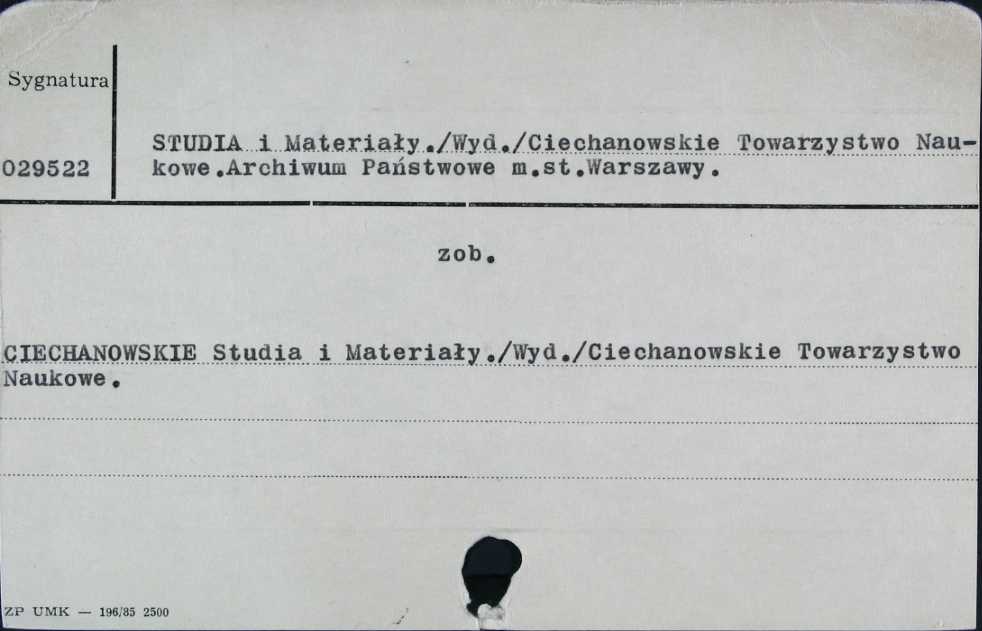 Sygnatura
029522
STUDIA i Materiały./Wyd./Ciechanowskie Towarzystwo Nau-
kowe.Archiwum Państwowe m.st.Warszawy.
zob.
CIECHANOWSKIE Studia i Materiały./Wyd./Ciechanowskie Towarzystwo
Naukowe.
ZP UMK — 196/85 2500